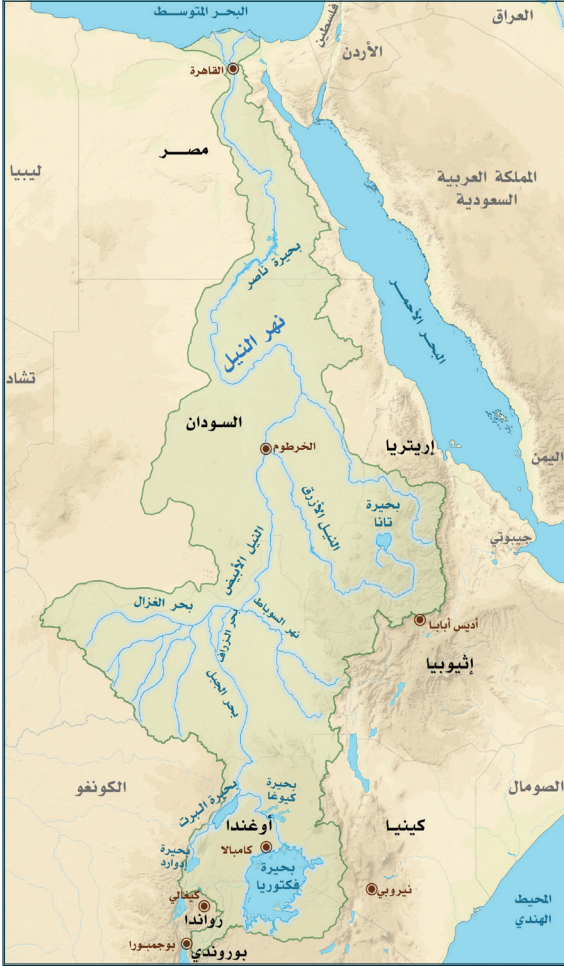 البحر المتوسط
العراق
فلسطين
الأردن
القاهرة
مصر
ليبيا
المملكة العربية
السعودية
بحيرة ناصر
البحر الأحمر
نهر النيل
تشاد
السودان
الخرطوم
إريتريا
اليمن
النيل الأزرق
بحيرة
تانا
جيبوتي
النيل الأبيض
بحر الغزال
نهر السوباط
بحر الزراف
أديس أبابا
إثيوبيا
بحر الجبل
الكونغو
بحيرة البرت
بحيرة
كيوغا
الصومال
أوغندا
كينيا
كامبالا
بحيرة
إدوارد
بحيرة
فكتوريا
نيروبي
كيغالي
رواندا
المحيط
الهندي
بوجمبورا
بوروندي